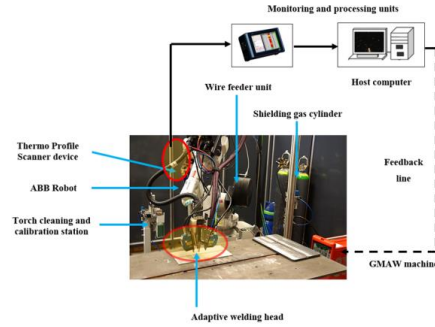 Monitoring and processing units
Host computer
Wire feeder unit
Shielding gas cylinder
Thermo Profile
Scanner device
ABB Robot
Torch cleaning and
calibration station
Feedback
line
GMAW machine
Adaptive welding head